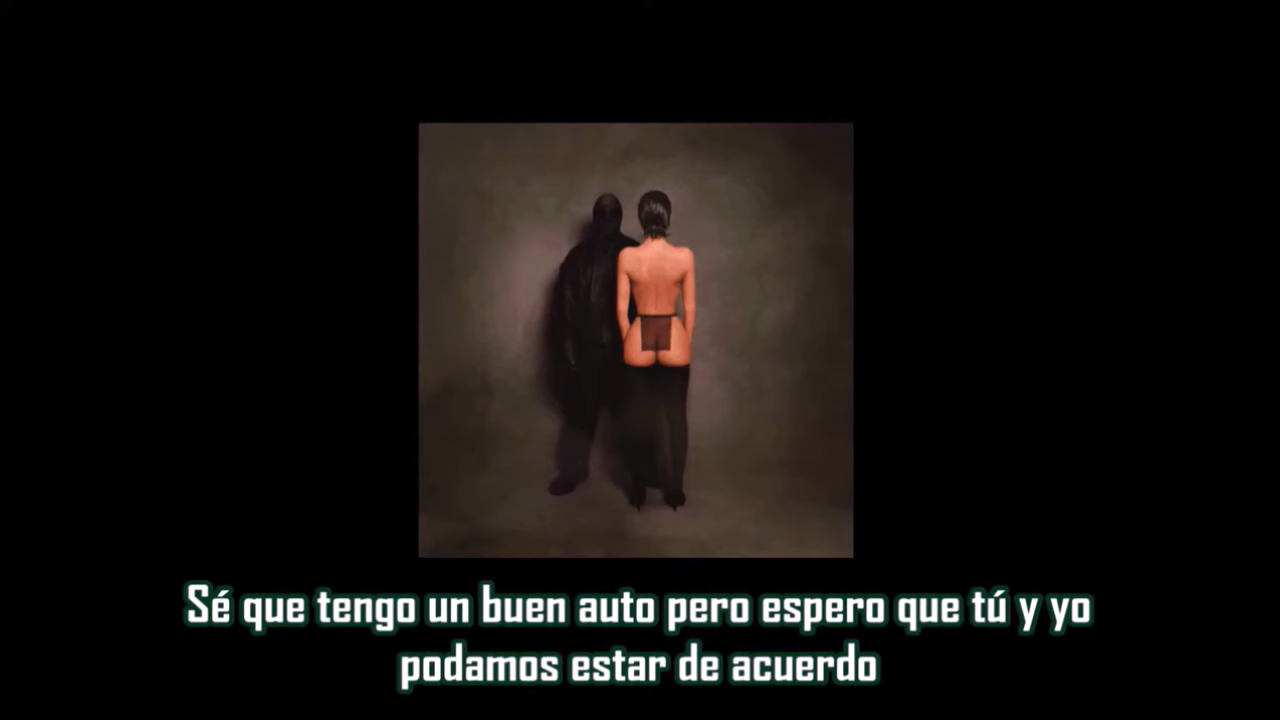 Sé que tengo un buen auto pero espero que tú y yo
podamos estar de acuerdo